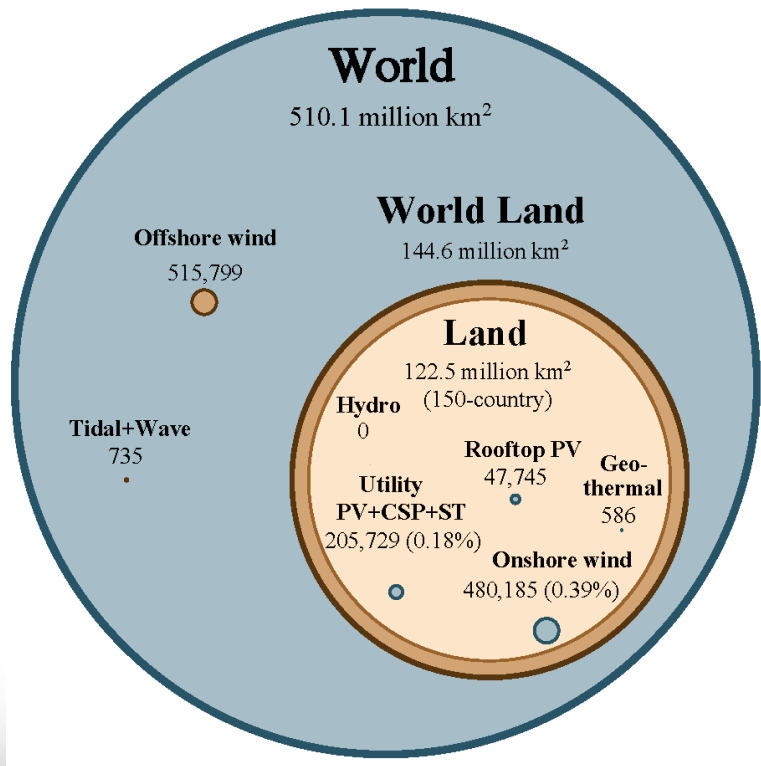 World
510.1 million km²
World Land
144.6 million km²
Offshore wind
515,799
Land
122.5 million km²
(150-country)
Hydro
0
Tidal+Wave
735
Rooftop PV
47,745
Geo-
thermal
586
Utility
PV+CSP+ST
205,729 (0.18%)
Onshore wind
480,185 (0.39%)